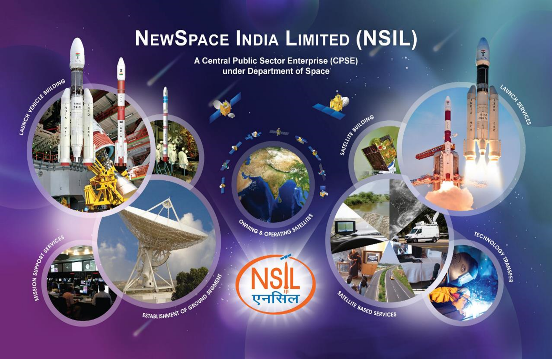 NEWSPACE INDIA LIMITED (NSIL)
A Central Public Sector Enterprise (CPSE)
under Department of Space
LAUNCH VEHICLE BUILDING
SATELLITE BUILDING
LAUNCH SERVICES
OWNING & OPERATING SATELLITES
MISSION SUPPORT SERVICES
ESTABLISHMENT OF GROUND SEGMENT
SATELLITE BASED SERVICES
TECHNOLOGY TRANSFER
NSIL
एनसिल